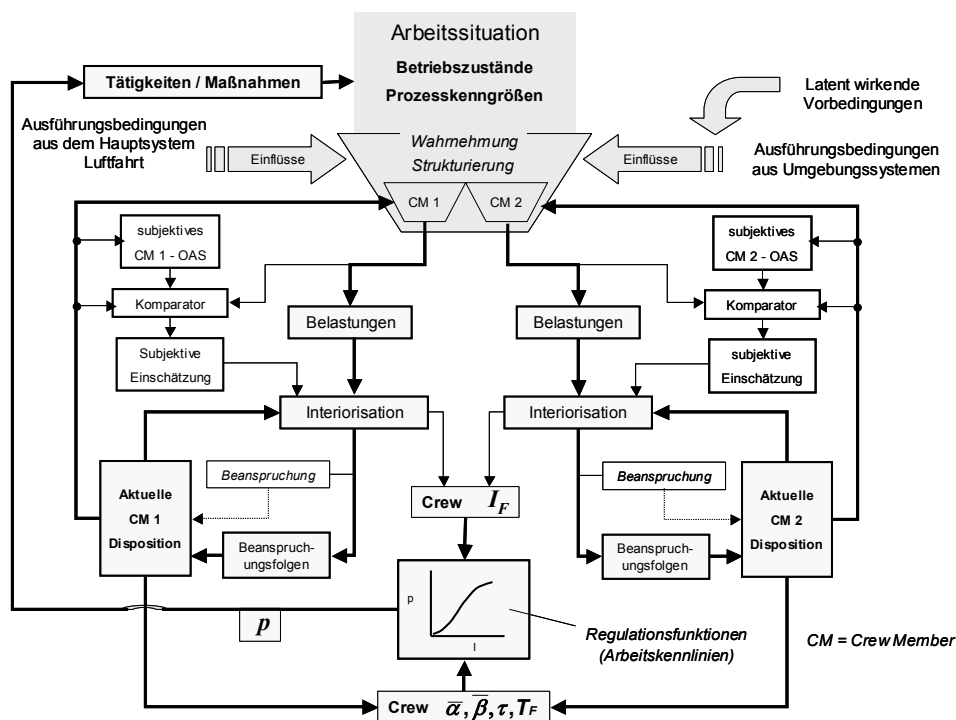 Arbeitssituation
Betriebszustände
Prozesskenngrößen
Tätigkeiten / Maßnahmen
Latent wirkende
Vorbedingungen
Ausführungsbedingungen
aus dem Hauptsystem
Luftfahrt
Einflüsse
Wahrnehmung
Strukturierung
Einflüsse
Ausführungsbedingungen
aus Umgebungssystemen
CM 1
CM 2
subjektives
CM 1 - OAS
subjektives
CM 2 - OAS
Komparator
Komparator
Belastungen
Belastungen
Subjektive
Einschätzung
subjektive
Einschätzung
Interiorisation
Interiorisation
Beanspruchung
Beanspruchung
Aktuelle
CM 1
Disposition
Crew I_F
Aktuelle
CM 2
Disposition
Beanspruch-
ungsfolgen
Beanspruch-
ungsfolgen
p
I
p
Regulationsfunktionen
(Arbeitskennlinien)
CM = Crew Member
Crew α̅, β̅, τ, T_F